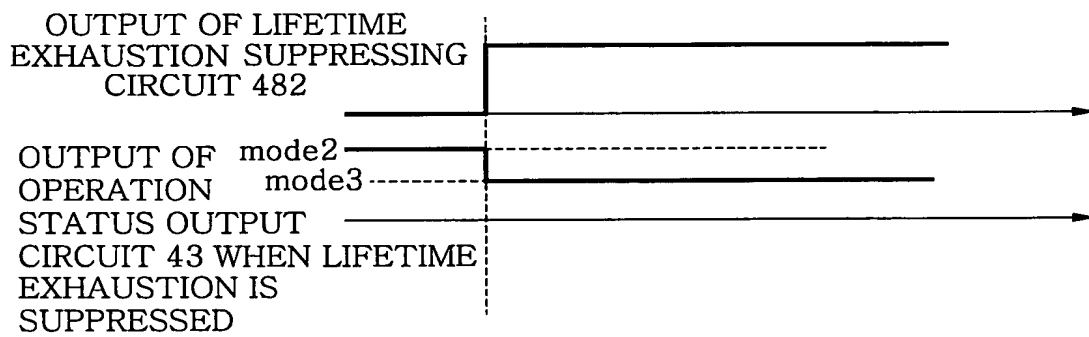 OUTPUT OF LIFETIME
EXHAUSTION SUPPRESSING
CIRCUIT 482
OUTPUT OF mode2
OPERATION mode3
STATUS OUTPUT
CIRCUIT 43 WHEN LIFETIME
EXHAUSTION IS
SUPPRESSED